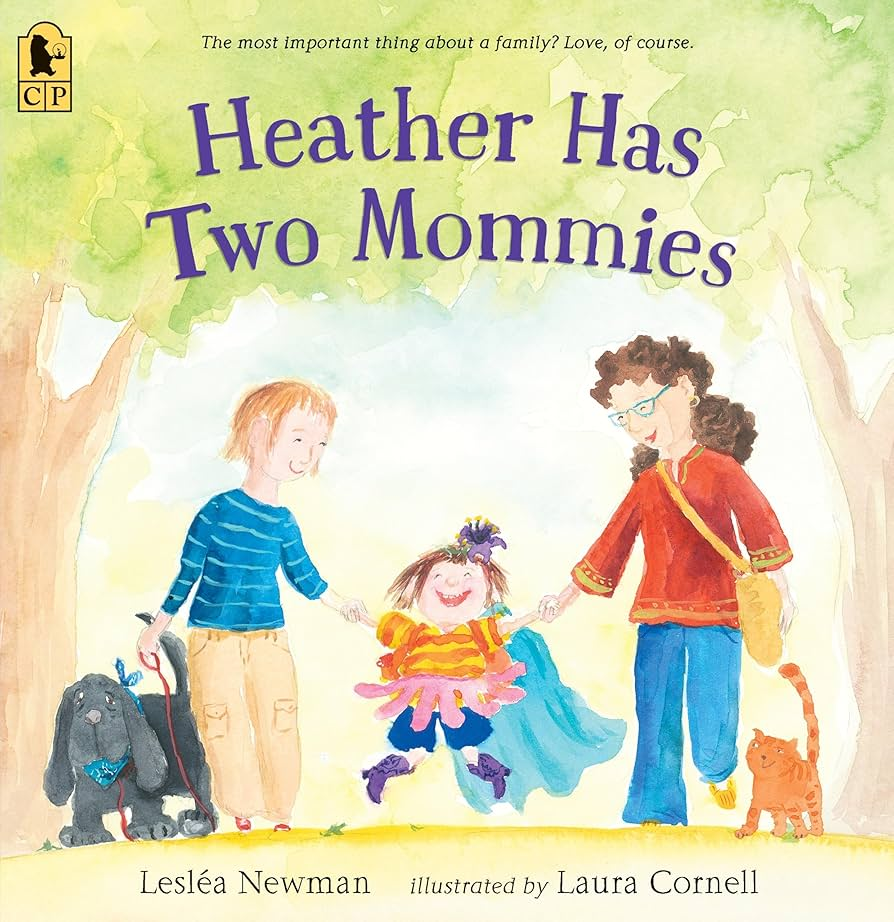 The most important thing about a family? Love, of course.
C P
Heather Has
Two Mommies
Lesléa Newman illustrated by Laura Cornell